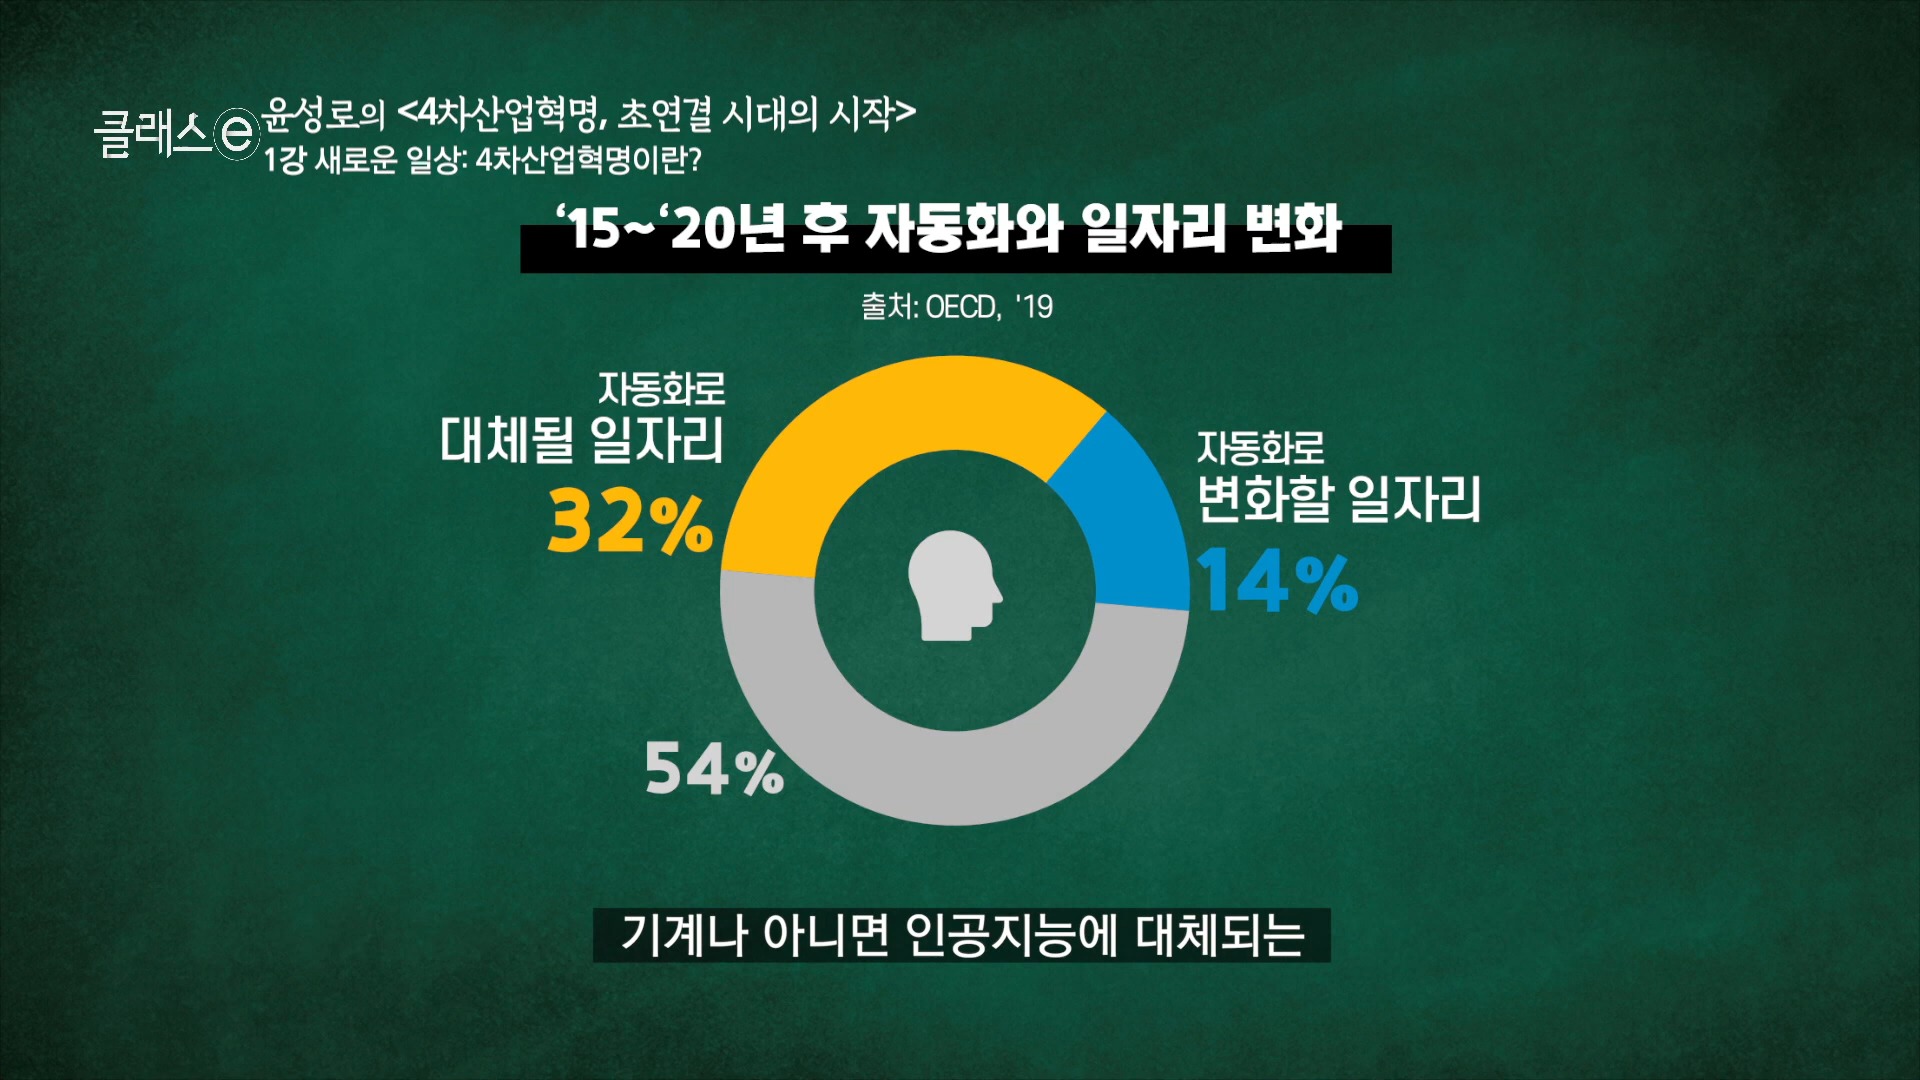 클래스ⓔ
윤성로의 <4차산업혁명, 초연결 시대의 시작>
1강 새로운 일상: 4차산업혁명이란?
‘15~‘20년 후 자동화와 일자리 변화
출처: OECD, '19
자동화로
대체될 일자리
32%
자동화로
변화할 일자리
14%
54%
기계나 아니면 인공지능에 대체되는